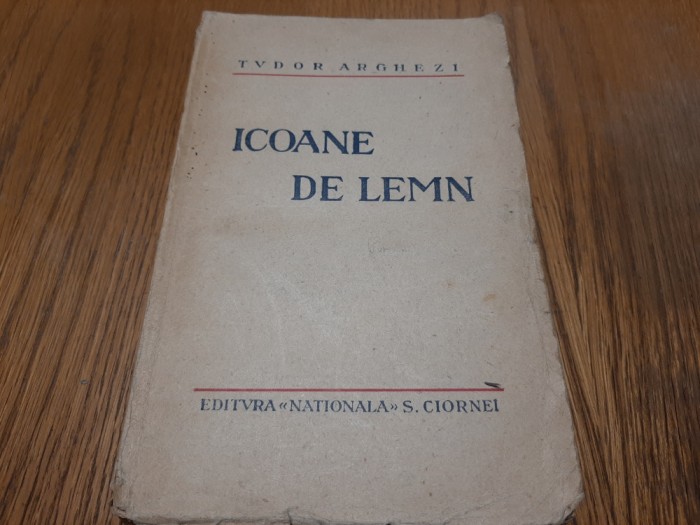 TVDOR ARGHEZI
ICOANE
DE LEMN
EDITVRA «NATIONALA» S. CIORNEI